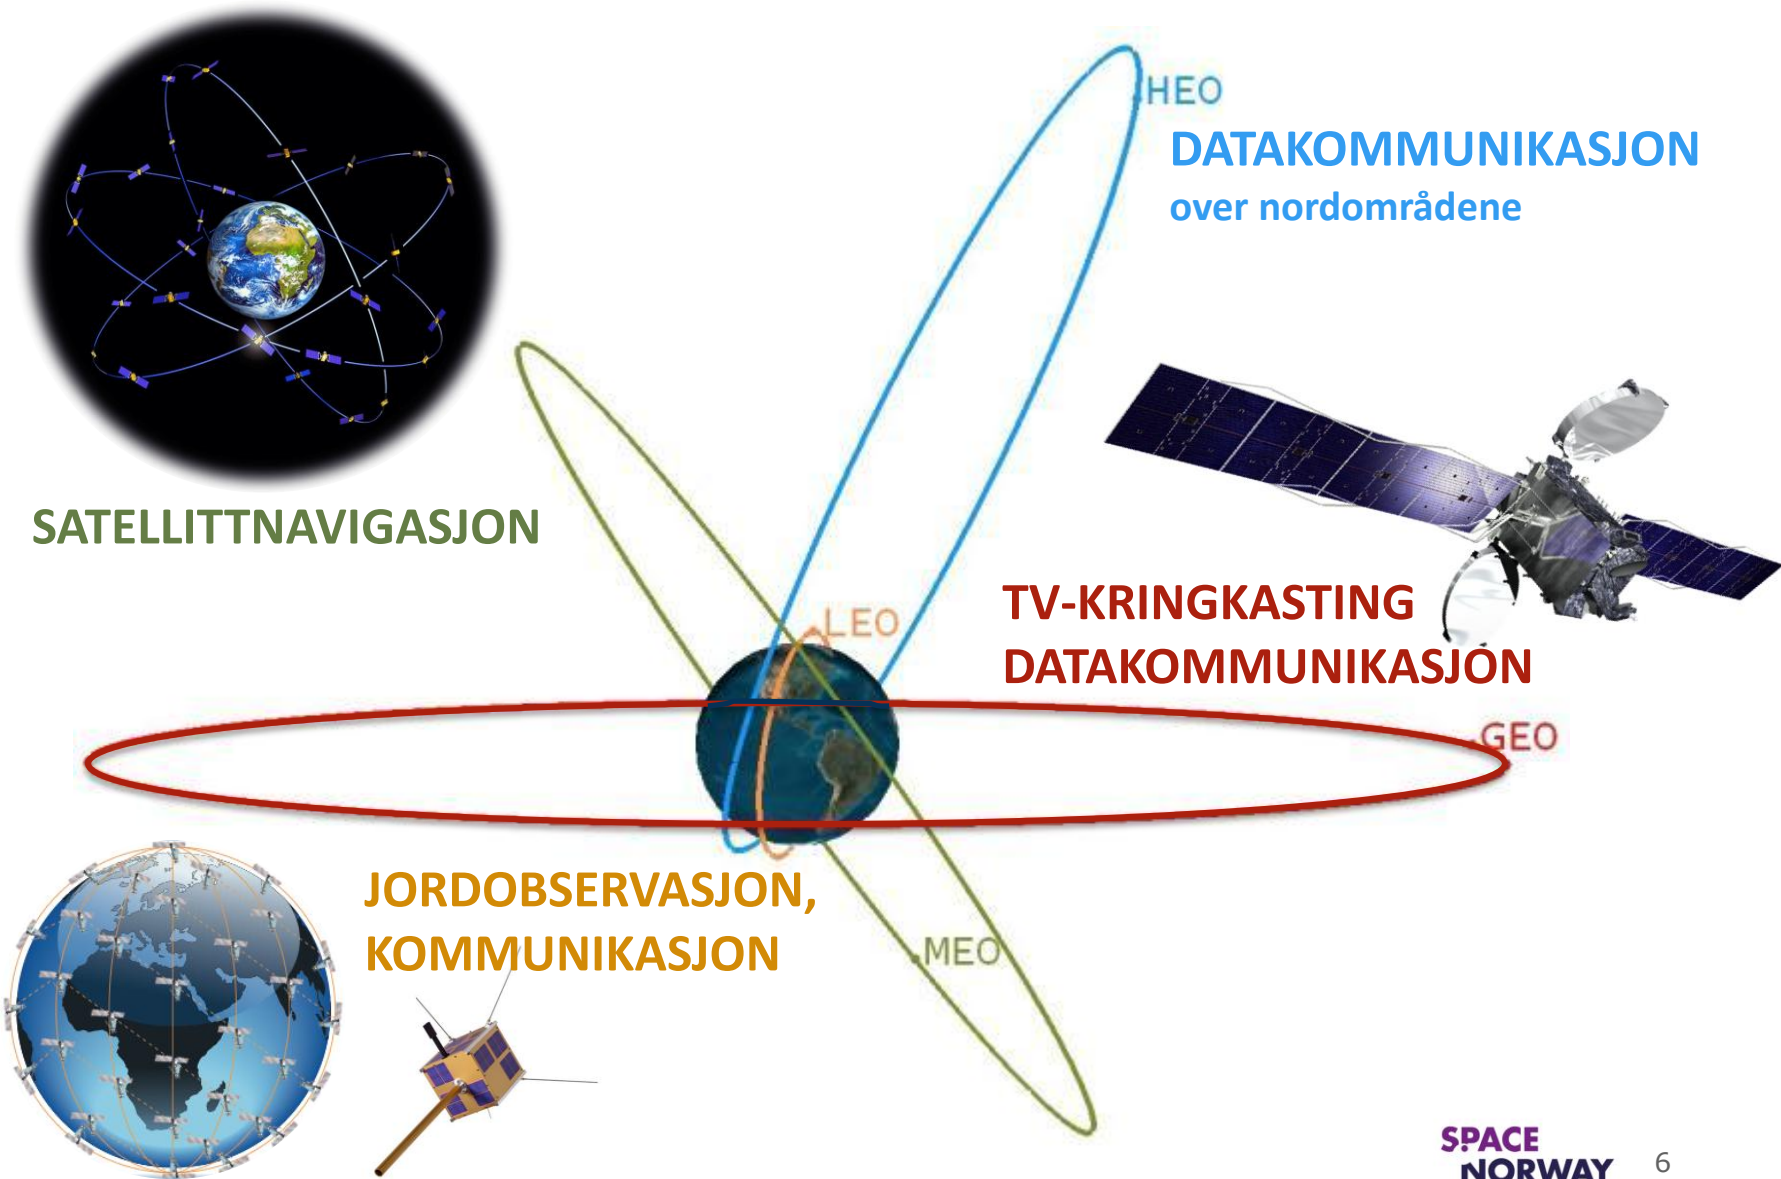 HEO
DATAKOMMUNIKASJON
over nordområdene
SATELLITTNAVIGASJON
LEO
TV-KRINGKASTING
DATAKOMMUNIKASJON
GEO
JORDOBSERVASJON,
KOMMUNIKASJON
MEO
SPACE
NORWAY
6